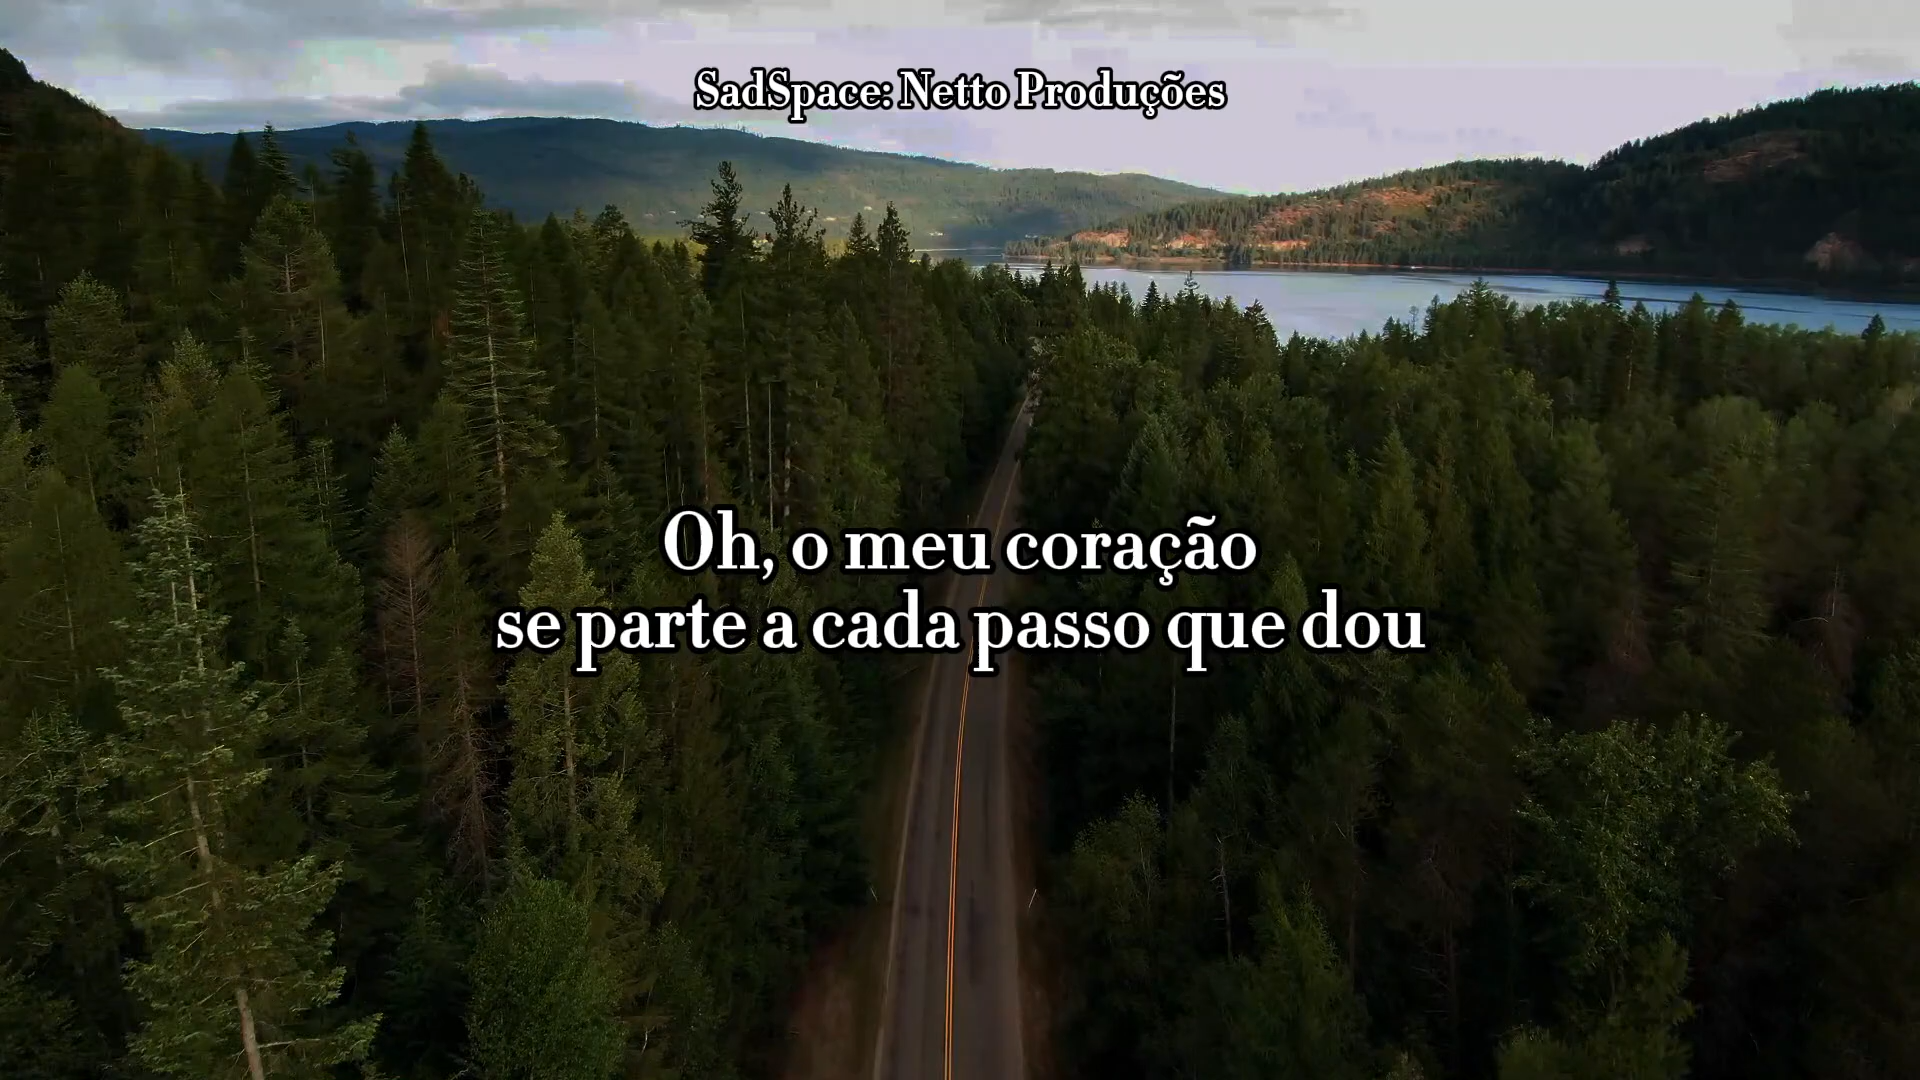 SadSpace: Netto Produções
Oh, o meu coração
se parte a cada passo que dou